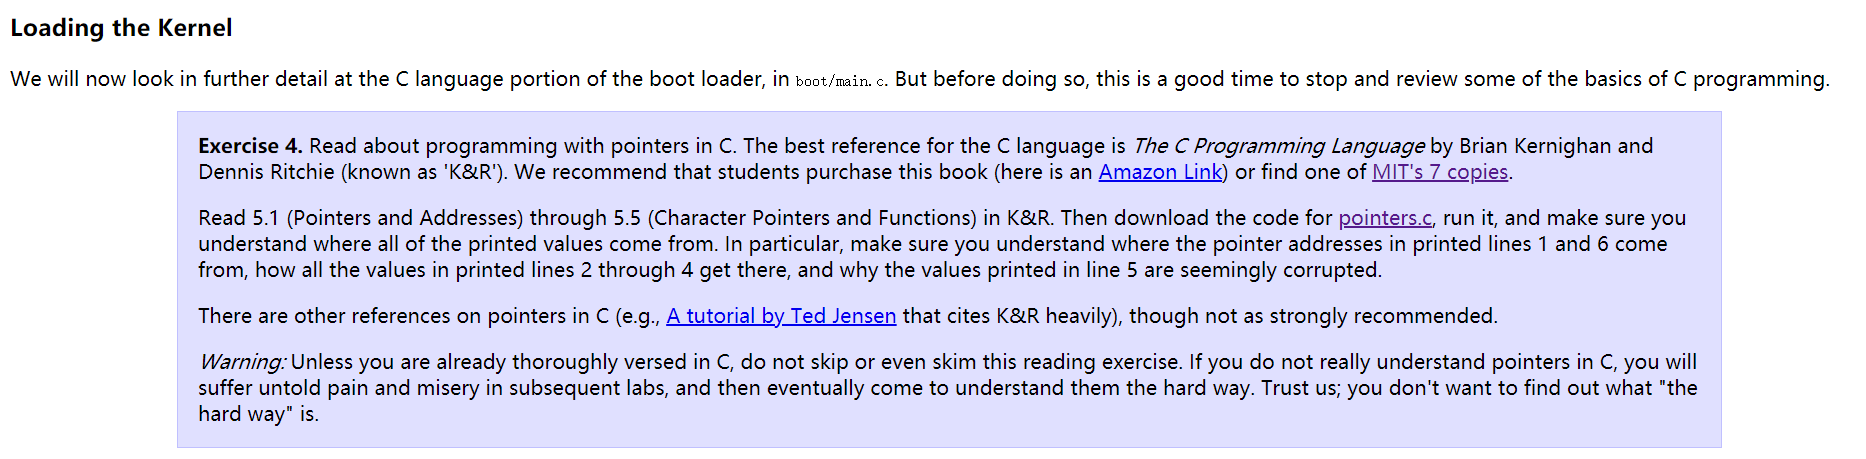 Loading the Kernel
We will now look in further detail at the C language portion of the boot loader, in boot/main.c. But before doing so, this is a good time to stop and review some of the basics of C programming.
Exercise 4. Read about programming with pointers in C. The best reference for the C language is The C Programming Language by Brian Kernighan and
Dennis Ritchie (known as 'K&R'). We recommend that students purchase this book (here is an Amazon Link) or find one of MIT's 7 copies.
Read 5.1 (Pointers and Addresses) through 5.5 (Character Pointers and Functions) in K&R. Then download the code for pointers.c, run it, and make sure you
understand where all of the printed values come from. In particular, make sure you understand where the pointer addresses in printed lines 1 and 6 come
from, how all the values in printed lines 2 through 4 get there, and why the values printed in line 5 are seemingly corrupted.
There are other references on pointers in C (e.g., A tutorial by Ted Jensen that cites K&R heavily), though not as strongly recommended.
Warning: Unless you are already thoroughly versed in C, do not skip or even skim this reading exercise. If you do not really understand pointers in C, you will
suffer untold pain and misery in subsequent labs, and then eventually come to understand them the hard way. Trust us; you don't want to find out what "the
hard way" is.